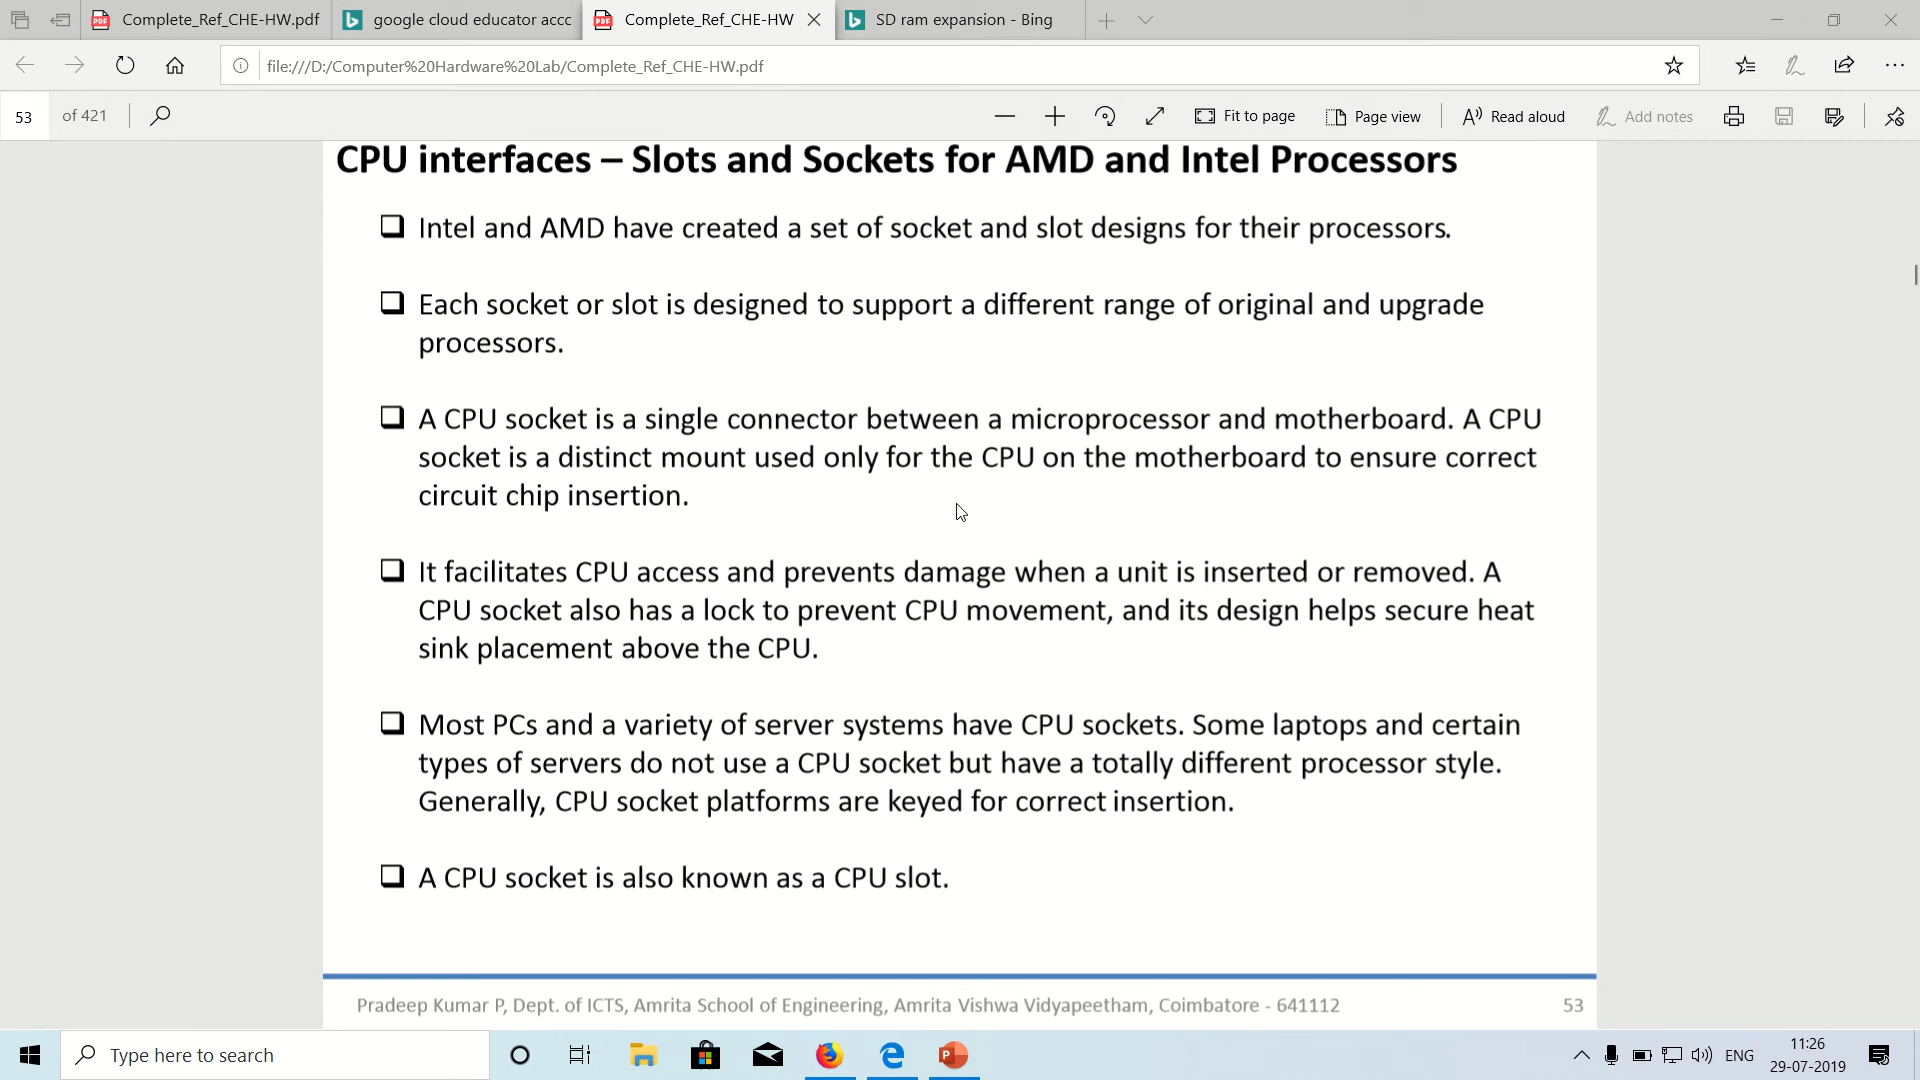 Complete_Ref_CHE-HW.pdf
google cloud educator accc
Complete_Ref_CHE-HW
SD ram expansion - Bing
file:///D:/Computer%20Hardware%20Lab/Complete_Ref_CHE-HW.pdf
53 of 421
Fit to page
Page view
Read aloud
Add notes
CPU interfaces – Slots and Sockets for AMD and Intel Processors
Intel and AMD have created a set of socket and slot designs for their processors.
Each socket or slot is designed to support a different range of original and upgrade
processors.
A CPU socket is a single connector between a microprocessor and motherboard. A CPU
socket is a distinct mount used only for the CPU on the motherboard to ensure correct
circuit chip insertion.
It facilitates CPU access and prevents damage when a unit is inserted or removed. A
CPU socket also has a lock to prevent CPU movement, and its design helps secure heat
sink placement above the CPU.
Most PCs and a variety of server systems have CPU sockets. Some laptops and certain
types of servers do not use a CPU socket but have a totally different processor style.
Generally, CPU socket platforms are keyed for correct insertion.
A CPU socket is also known as a CPU slot.
Pradeep Kumar P, Dept. of ICTS, Amrita School of Engineering, Amrita Vishwa Vidyapeetham, Coimbatore - 641112
53
Type here to search
ENG
11:26
29-07-2019